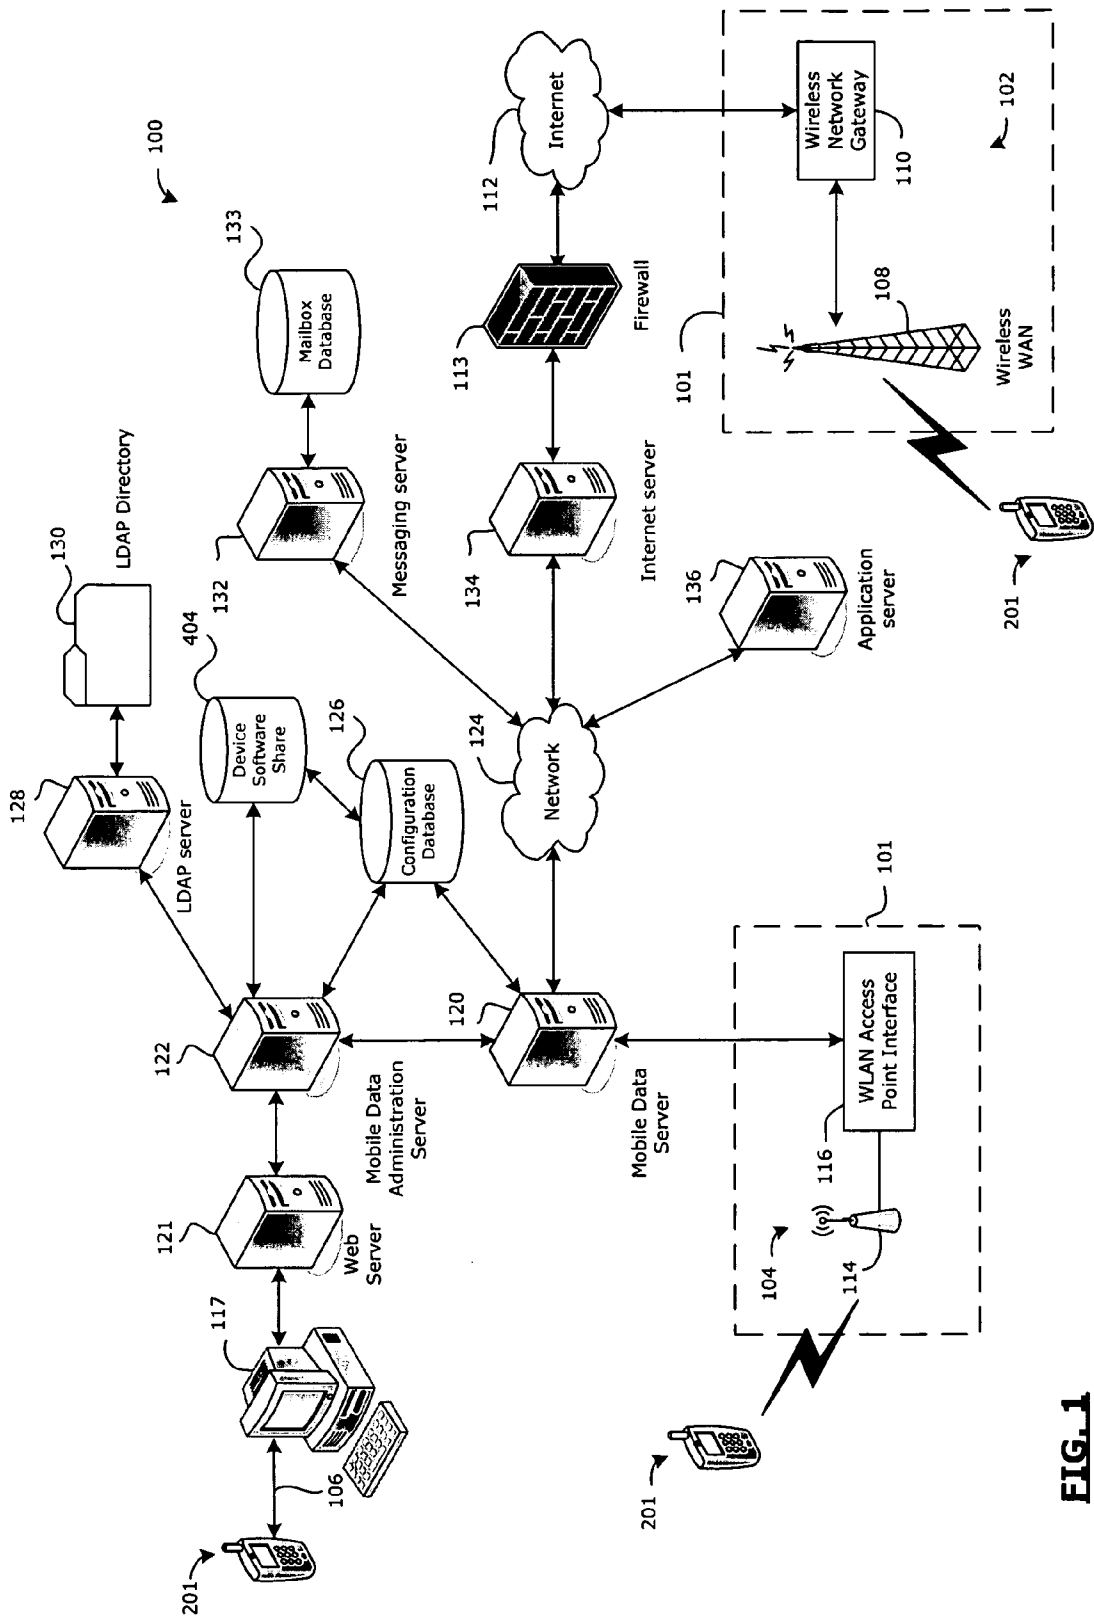 100
LDAP Directory
130
128
LDAP server
133
Mailbox
Database
132
Messaging server
404
Device
Software
Share
126
Configuration
Database
122
Mobile Data
Administration
Server
121
Web
Server
117
106
201
120
Mobile Data
Server
124
Network
134
Internet server
113
Firewall
112
Internet
136
Application
server
101
Wireless
Network
Gateway
110
102
108
Wireless
WAN
201
101
WLAN Access
Point Interface
116
104
114
201
FIG. 1